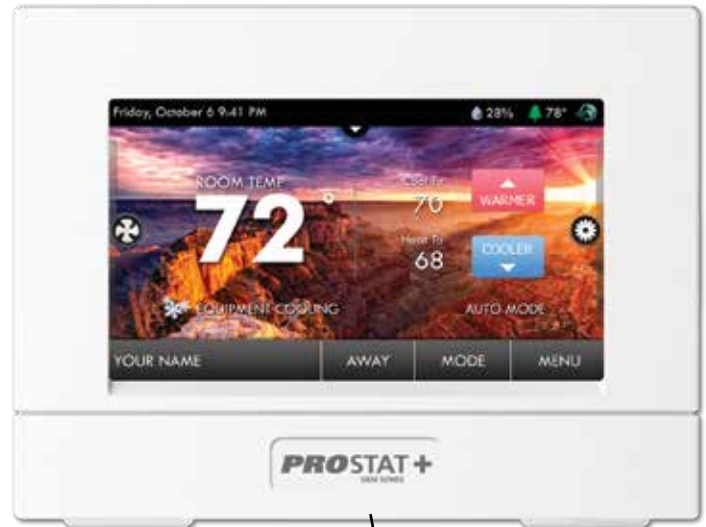 Friday, October 6 9:41 PM
28%
78°
ROOM TEMP
72°
Cool To
70
WARMER
Heat To
68
COOLER
EQUIPMENT COOLING
AUTO MODE
YOUR NAME
AWAY
MODE
MENU
PROSTAT+